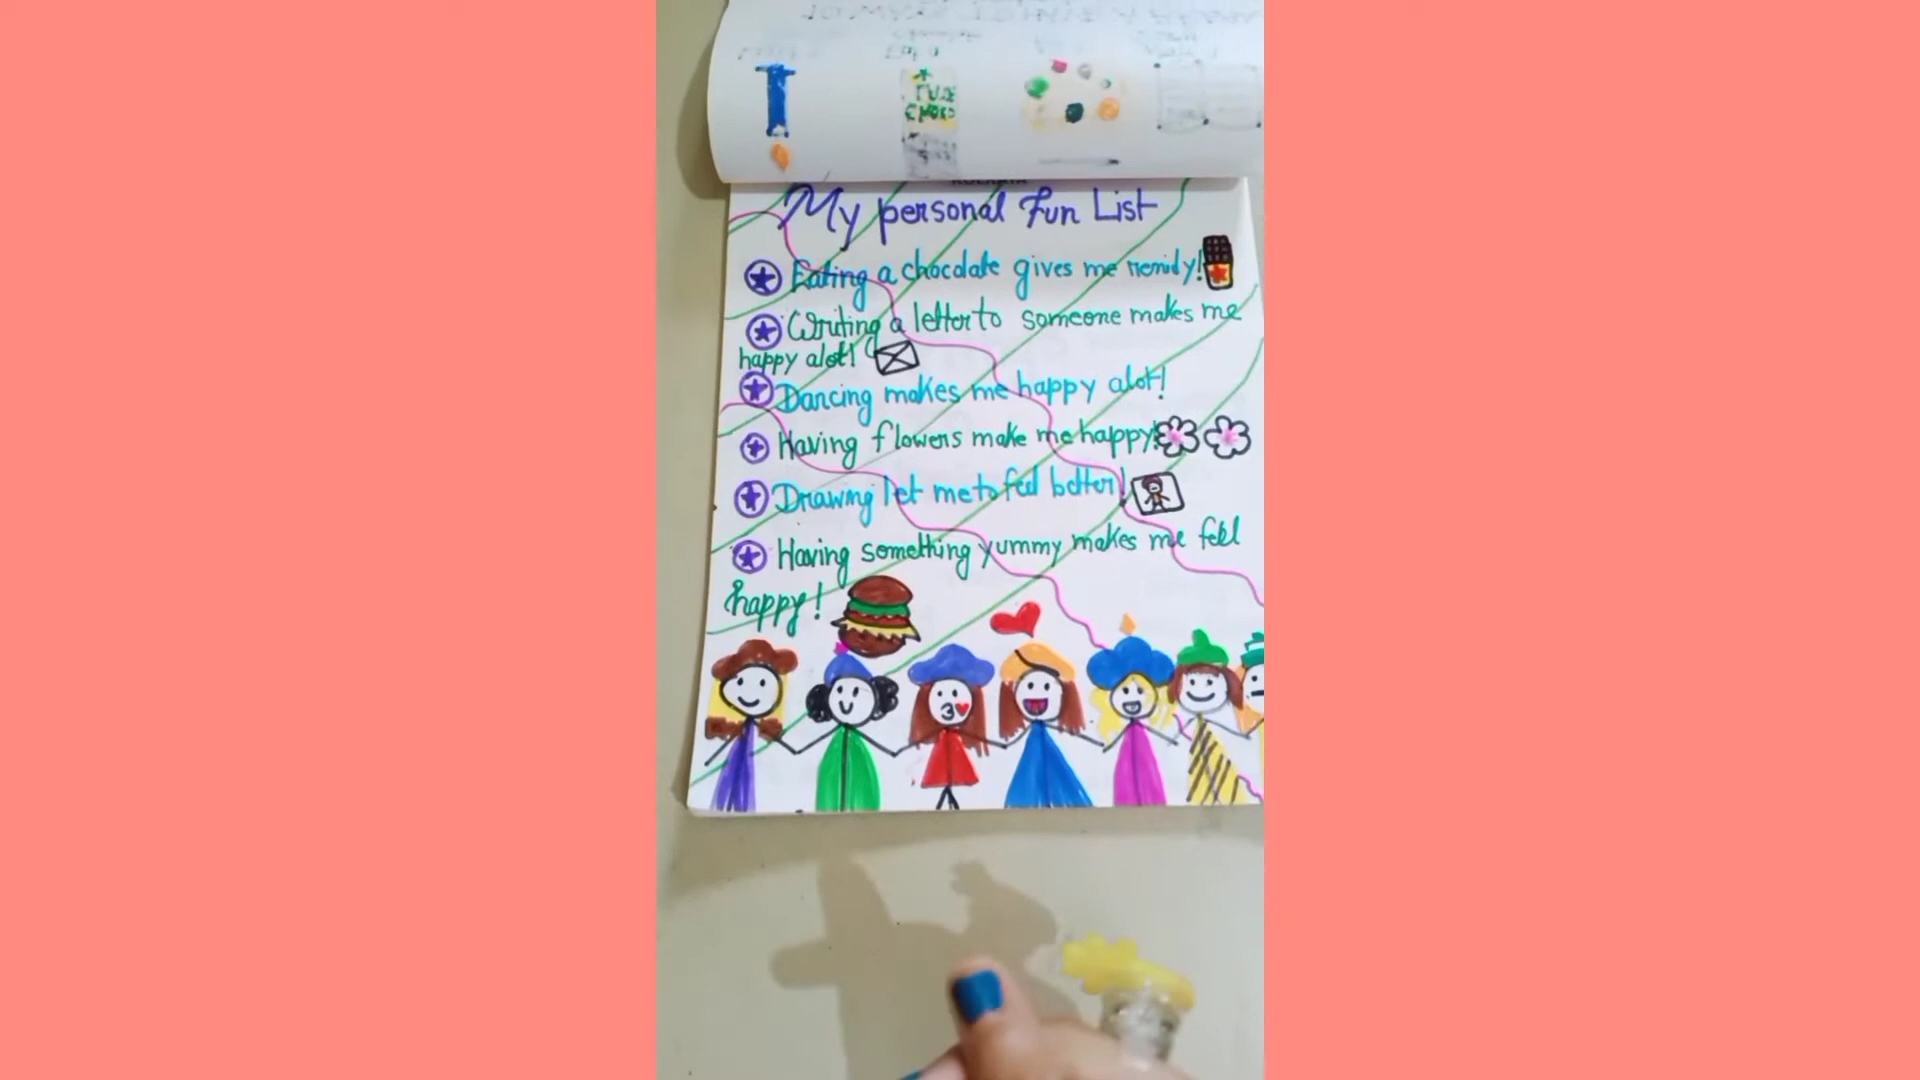 My personal Fun List
Eating a chocolate gives me remidy!
Writing a letter to someone makes me
happy alot!
Dancing makes me happy alot!
Having flowers make me happy!
Drawing let me to feel better!
Having something yummy makes me feel
happy!